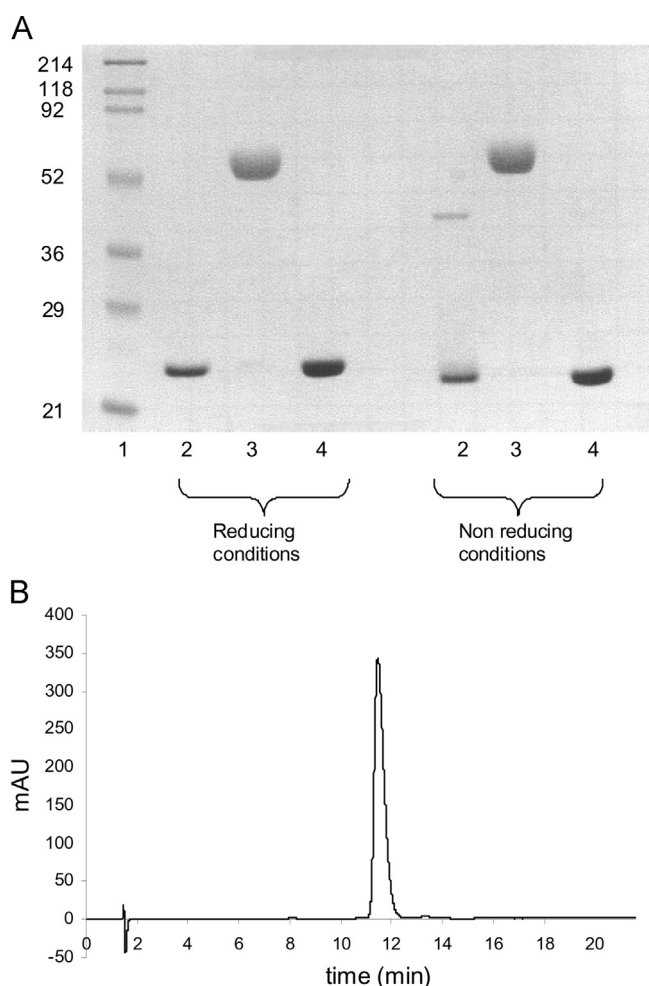 A
214
118
92
52
36
29
21
1 2 3 4 2 3 4
Reducing conditions
Non reducing conditions
B
400
350
300
250
200
150
100
50
0
-50
mAU
0 2 4 6 8 10 12 14 16 18 20
time (min)